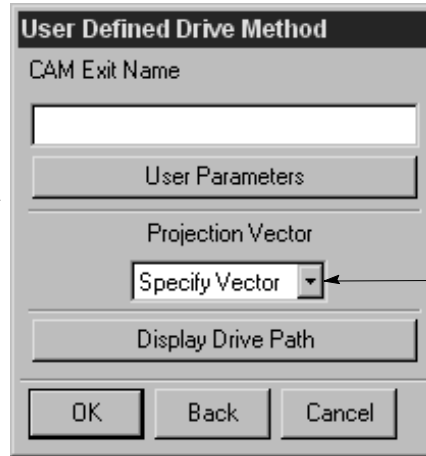 User Defined Drive Method
CAM Exit Name
User Parameters
Projection Vector
Specify Vector
Display Drive Path
OK Back Cancel